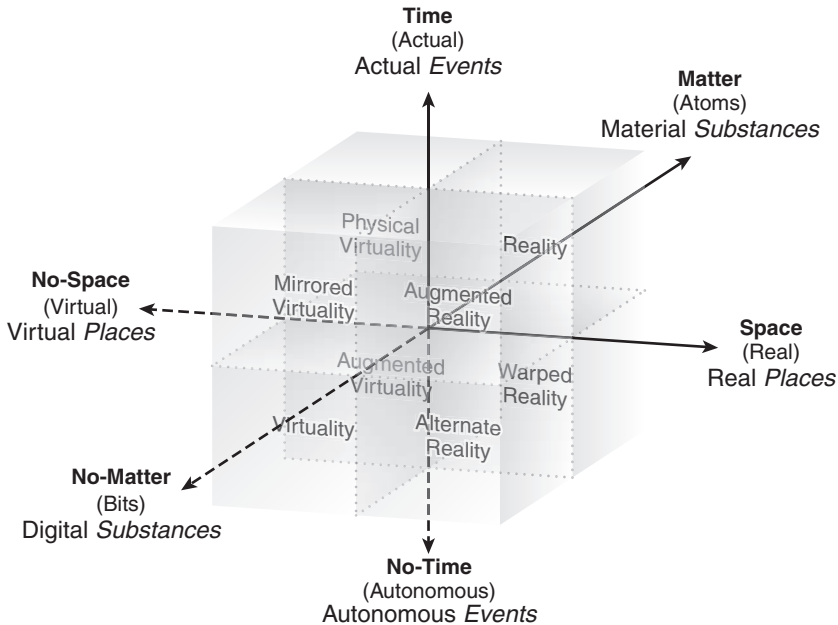 Time
(Actual)
Actual Events
Matter
(Atoms)
Material Substances
Physical
Virtuality
Reality
No-Space
(Virtual)
Virtual Places
Mirrored
Virtuality
Augmented
Reality
Space
(Real)
Real Places
Augmented
Virtuality
Warped
Reality
Virtuality
Alternate
Reality
No-Matter
(Bits)
Digital Substances
No-Time
(Autonomous)
Autonomous Events